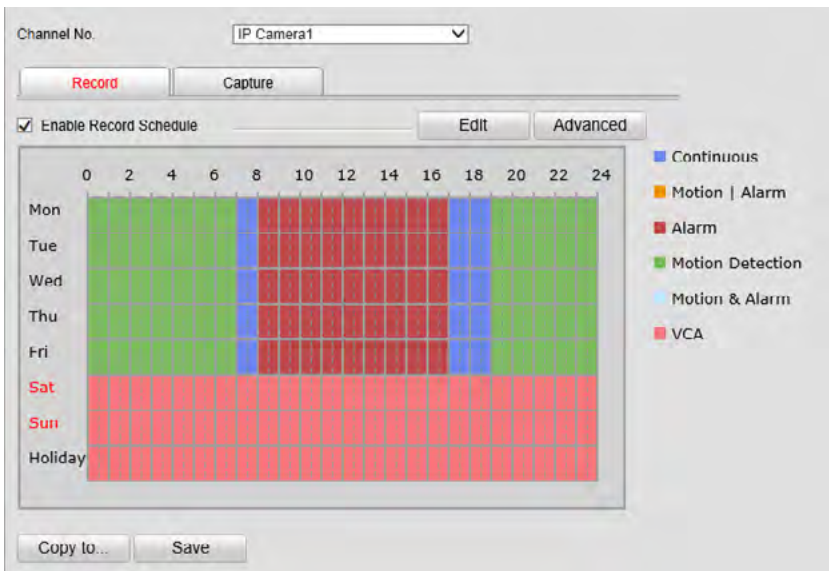 Channel No. IP Camera1
Record Capture
Enable Record Schedule Edit Advanced
0 2 4 6 8 10 12 14 16 18 20 22 24
Mon
Tue
Wed
Thu
Fri
Sat
Sun
Holiday
Continuous
Motion | Alarm
Alarm
Motion Detection
Motion & Alarm
VCA
Copy to... Save